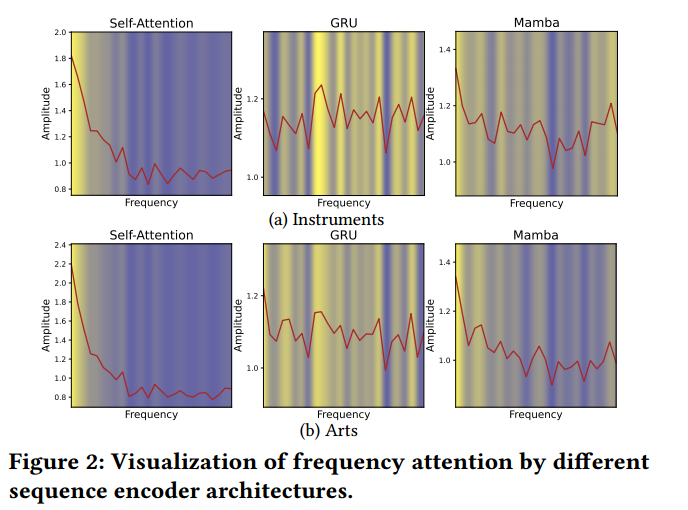 Self-Attention GRU Mamba
2.0
1.8
1.6
1.4
1.2
1.0
0.8
Amplitude
Frequency
1.2
1.0
Amplitude
Frequency
1.4
1.2
1.0
Amplitude
Frequency
(a) Instruments
Self-Attention GRU Mamba
2.4
2.2
2.0
1.8
1.6
1.4
1.2
1.0
0.8
Amplitude
Frequency
1.2
1.0
Amplitude
Frequency
1.4
1.2
1.0
Amplitude
Frequency
(b) Arts
Figure 2: Visualization of frequency attention by different
sequence encoder architectures.